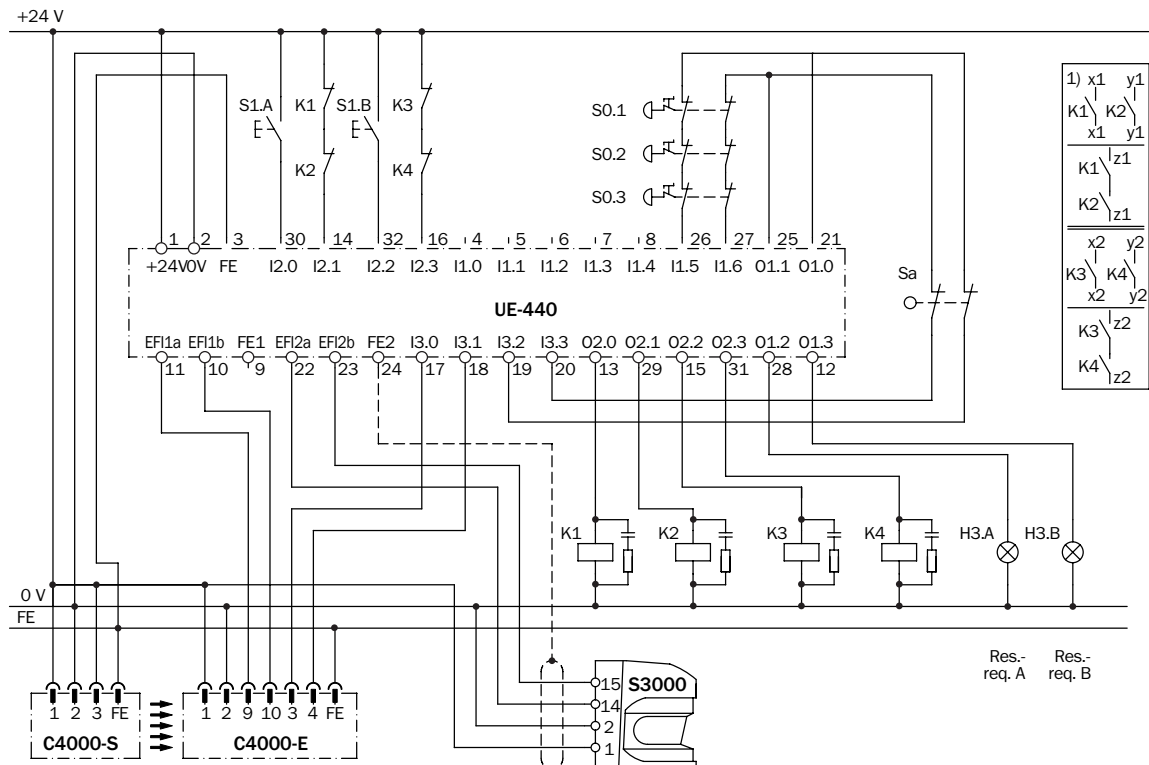 +24 V
S1.A
K1
S1.B
K3
K2
K4
S0.1
S0.2
S0.3
1) x1 y1
K1 K2
x1 y1
K1 z1
K2 z1
x2 y2
K3 K4
x2 y2
K3 z2
K4 z2
1 2 3 30 14 32 16 4 5 6 7 8 26 27 25 21
+24V 0V FE I2.0 I2.1 I2.2 I2.3 I1.0 I1.1 I1.2 I1.3 I1.4 I1.5 I1.6 O1.1 O1.0
UE-440
Sa
EFI1a EFI1b FE1 EFI2a EFI2b FE2 I3.0 I3.1 I3.2 I3.3 O2.0 O2.1 O2.2 O2.3 O1.2 O1.3
11 10 9 22 23 24 17 18 19 20 13 29 15 31 28 12
K1 K2 K3 K4 H3.A H3.B
0 V
FE
Res.-
req. A
Res.-
req. B
1 2 3 FE
C4000-S
1 2 9 10 3 4 FE
C4000-E
15 S3000
14
2
1